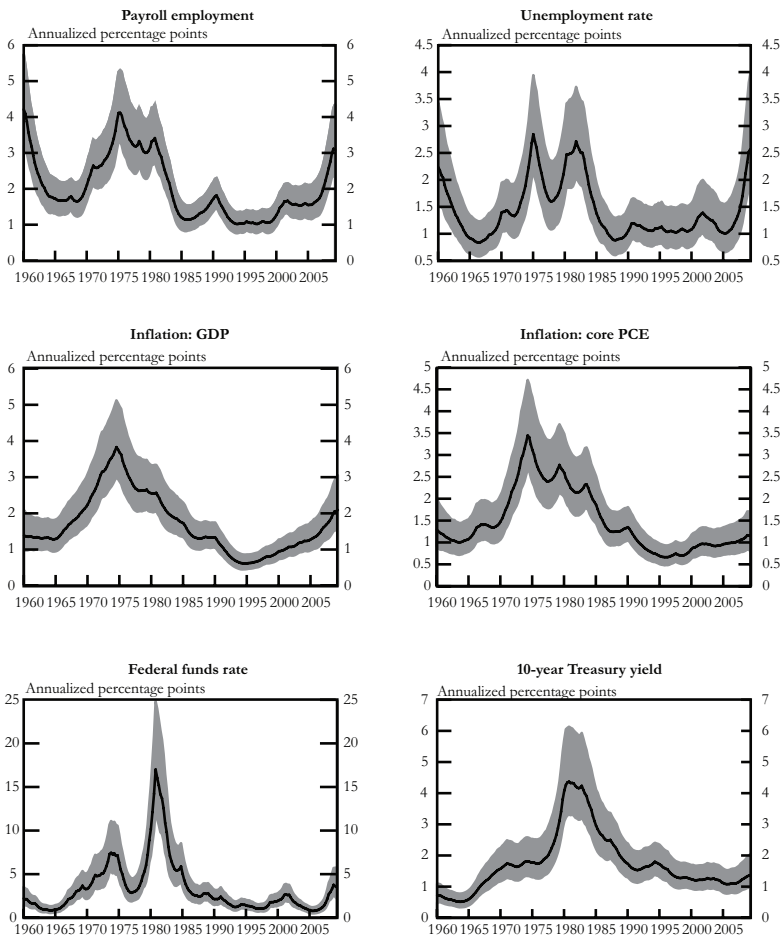 Payroll employment
Annualized percentage points
6 6
5 5
4 4
3 3
2 2
1 1
0 0
1960 1965 1970 1975 1980 1985 1990 1995 2000 2005
Unemployment rate
Annualized percentage points
4.5 4.5
4 4
3.5 3.5
3 3
2.5 2.5
2 2
1.5 1.5
1 1
0.5 0.5
1960 1965 1970 1975 1980 1985 1990 1995 2000 2005
Inflation: GDP
Annualized percentage points
6 6
5 5
4 4
3 3
2 2
1 1
0 0
1960 1965 1970 1975 1980 1985 1990 1995 2000 2005
Inflation: core PCE
Annualized percentage points
5 5
4.5 4.5
4 4
3.5 3.5
3 3
2.5 2.5
2 2
1.5 1.5
1 1
0.5 0.5
0 0
1960 1965 1970 1975 1980 1985 1990 1995 2000 2005
Federal funds rate
Annualized percentage points
25 25
20 20
15 15
10 10
5 5
0 0
1960 1965 1970 1975 1980 1985 1990 1995 2000 2005
10-year Treasury yield
Annualized percentage points
7 7
6 6
5 5
4 4
3 3
2 2
1 1
0 0
1960 1965 1970 1975 1980 1985 1990 1995 2000 2005